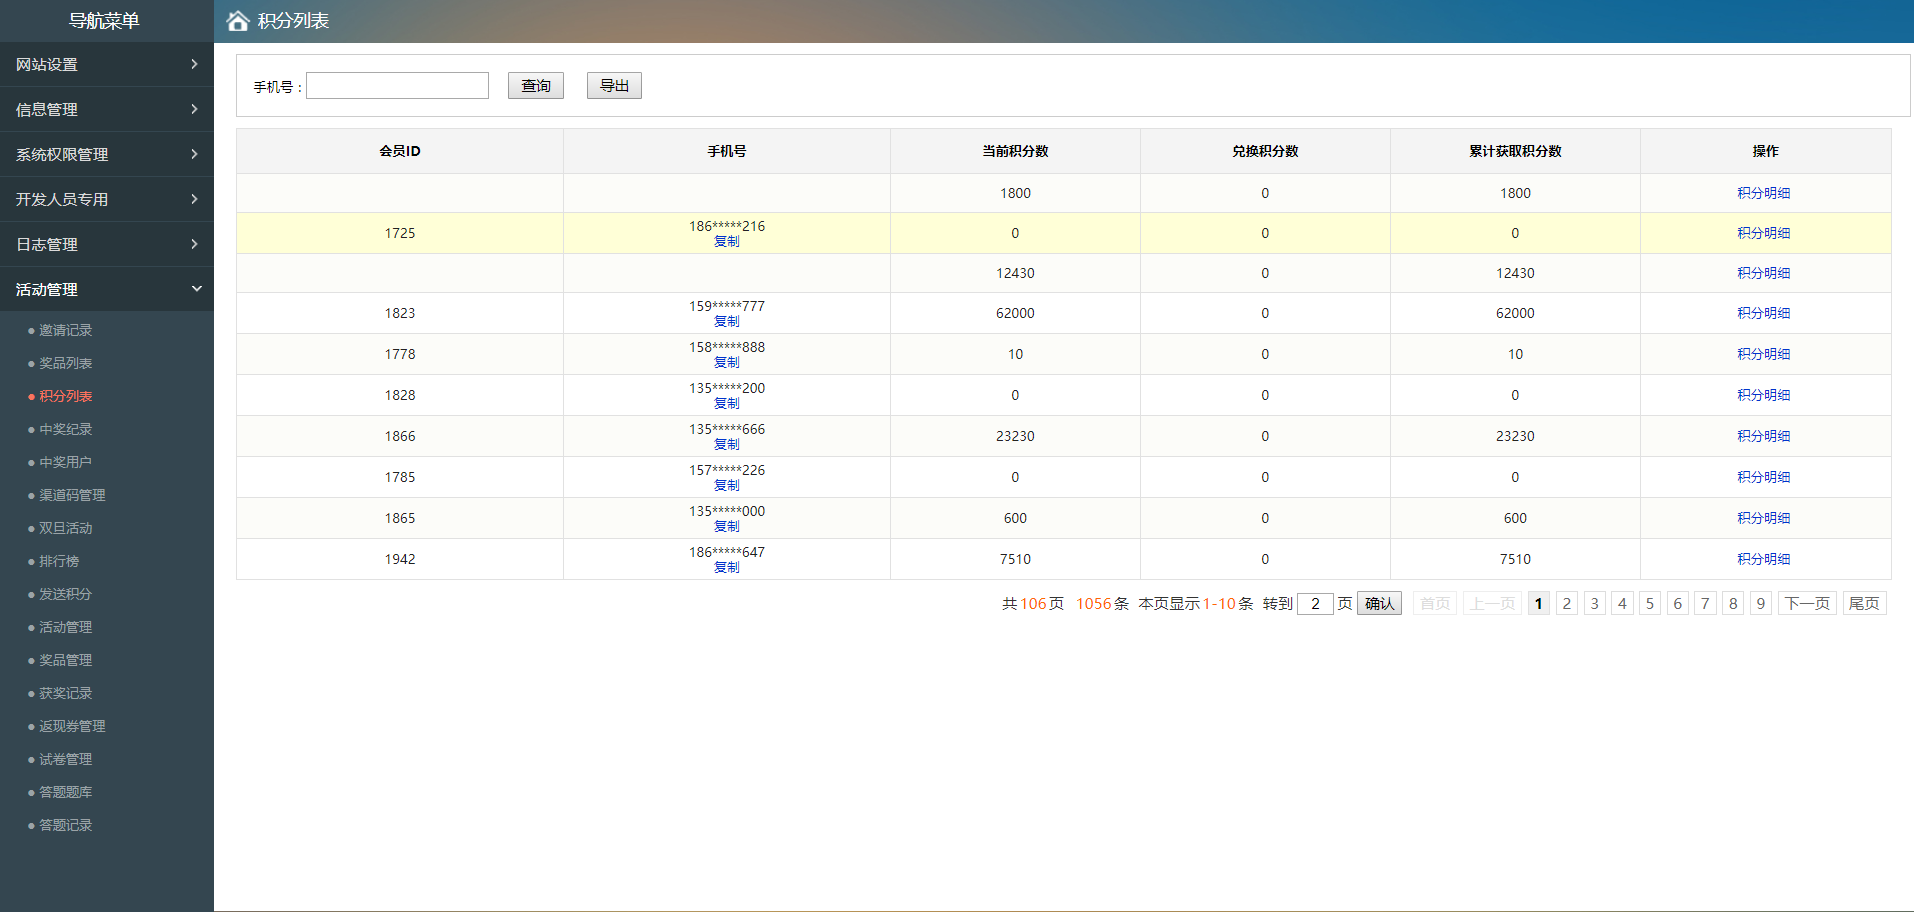 导航菜单
积分列表
网站设置
信息管理
系统权限管理
开发人员专用
日志管理
活动管理
邀请记录
奖品列表
积分列表
中奖纪录
中奖用户
渠道码管理
双旦活动
排行榜
发送积分
活动管理
奖品管理
获奖记录
返现券管理
试卷管理
答题题库
答题记录
手机号： 查询 导出
会员ID 手机号 当前积分数 兑换积分数 累计获取积分数 操作
1800 0 1800 积分明细
1725 186*****216 复制 0 0 0 积分明细
12430 0 12430 积分明细
1823 159*****777 复制 62000 0 62000 积分明细
1778 158*****888 复制 10 0 10 积分明细
1828 135*****200 复制 0 0 0 积分明细
1866 135*****666 复制 23230 0 23230 积分明细
1785 157*****226 复制 0 0 0 积分明细
1865 135*****000 复制 600 0 600 积分明细
1942 186*****647 复制 7510 0 7510 积分明细
共106页 1056条 本页显示1-10条 转到 2 页 确认 首页 上一页 1 2 3 4 5 6 7 8 9 下一页 尾页